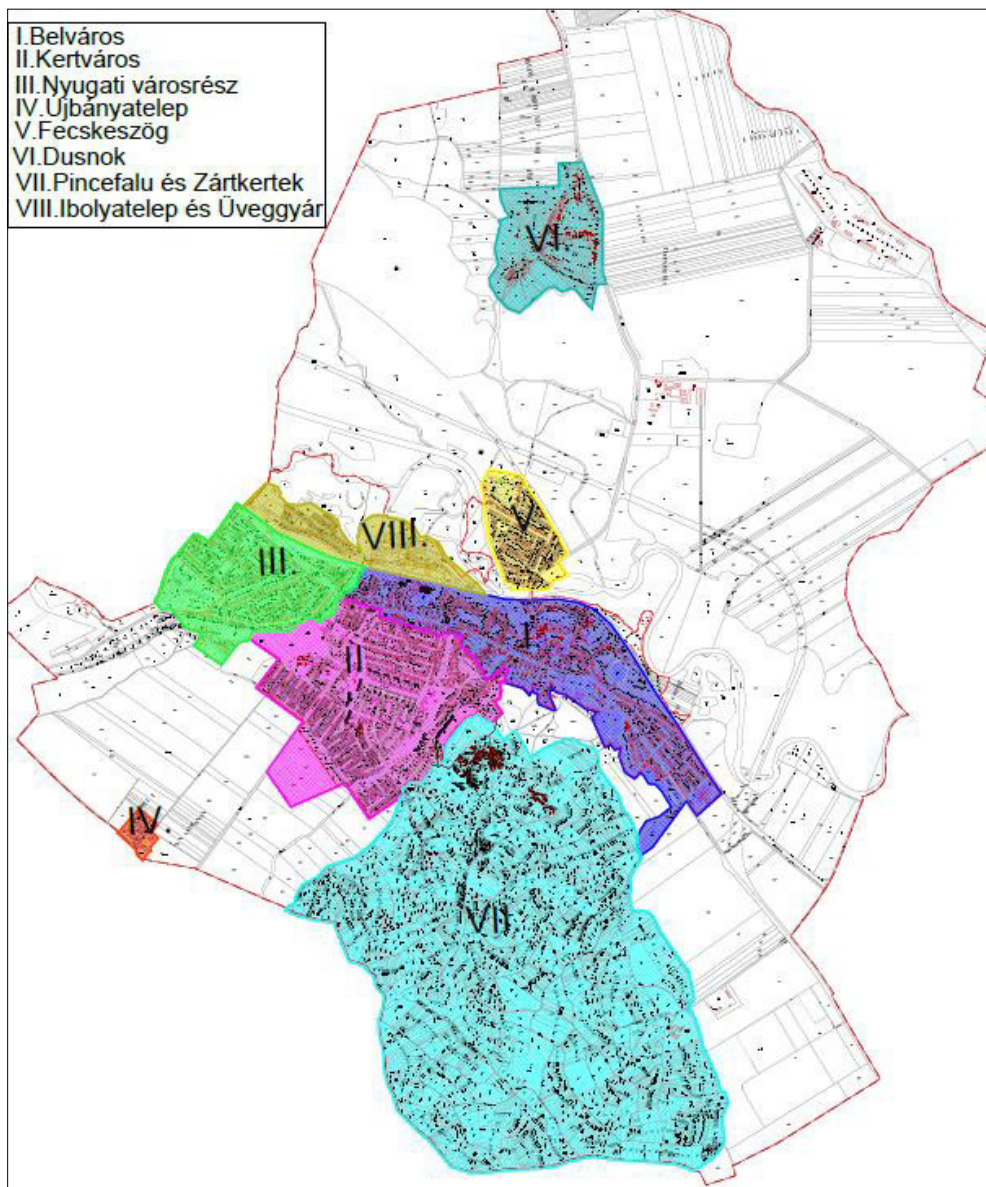 I.Belváros
II.Kertváros
III.Nyugati városrész
IV.Újbányatelep
V.Fecskeszög
VI.Dusnok
VII.Pincefalu és Zártkertek
VIII.Ibolyatelep és Üveggyár
VI
V
VIII.
III.
I
II
IV
VII